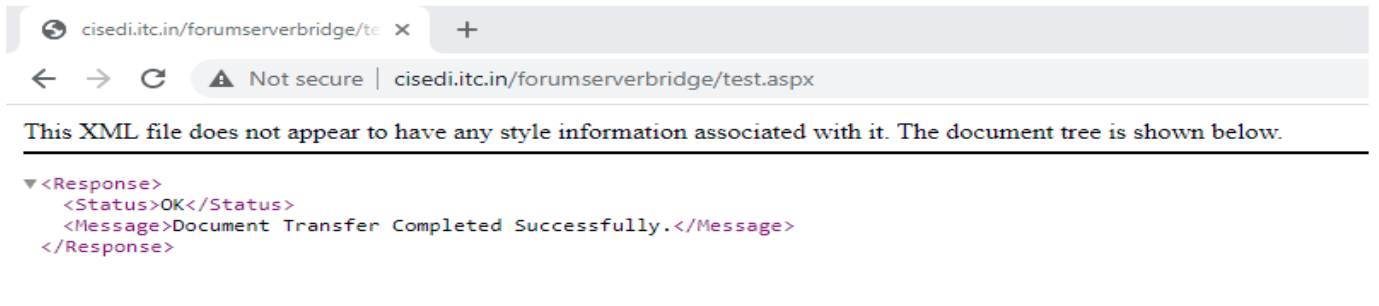 cisedi.itc.in/forumserverbridge/te
Not secure | cisedi.itc.in/forumserverbridge/test.aspx
This XML file does not appear to have any style information associated with it. The document tree is shown below.
▼<Response>
<Status>OK</Status>
<Message>Document Transfer Completed Successfully.</Message>
</Response>